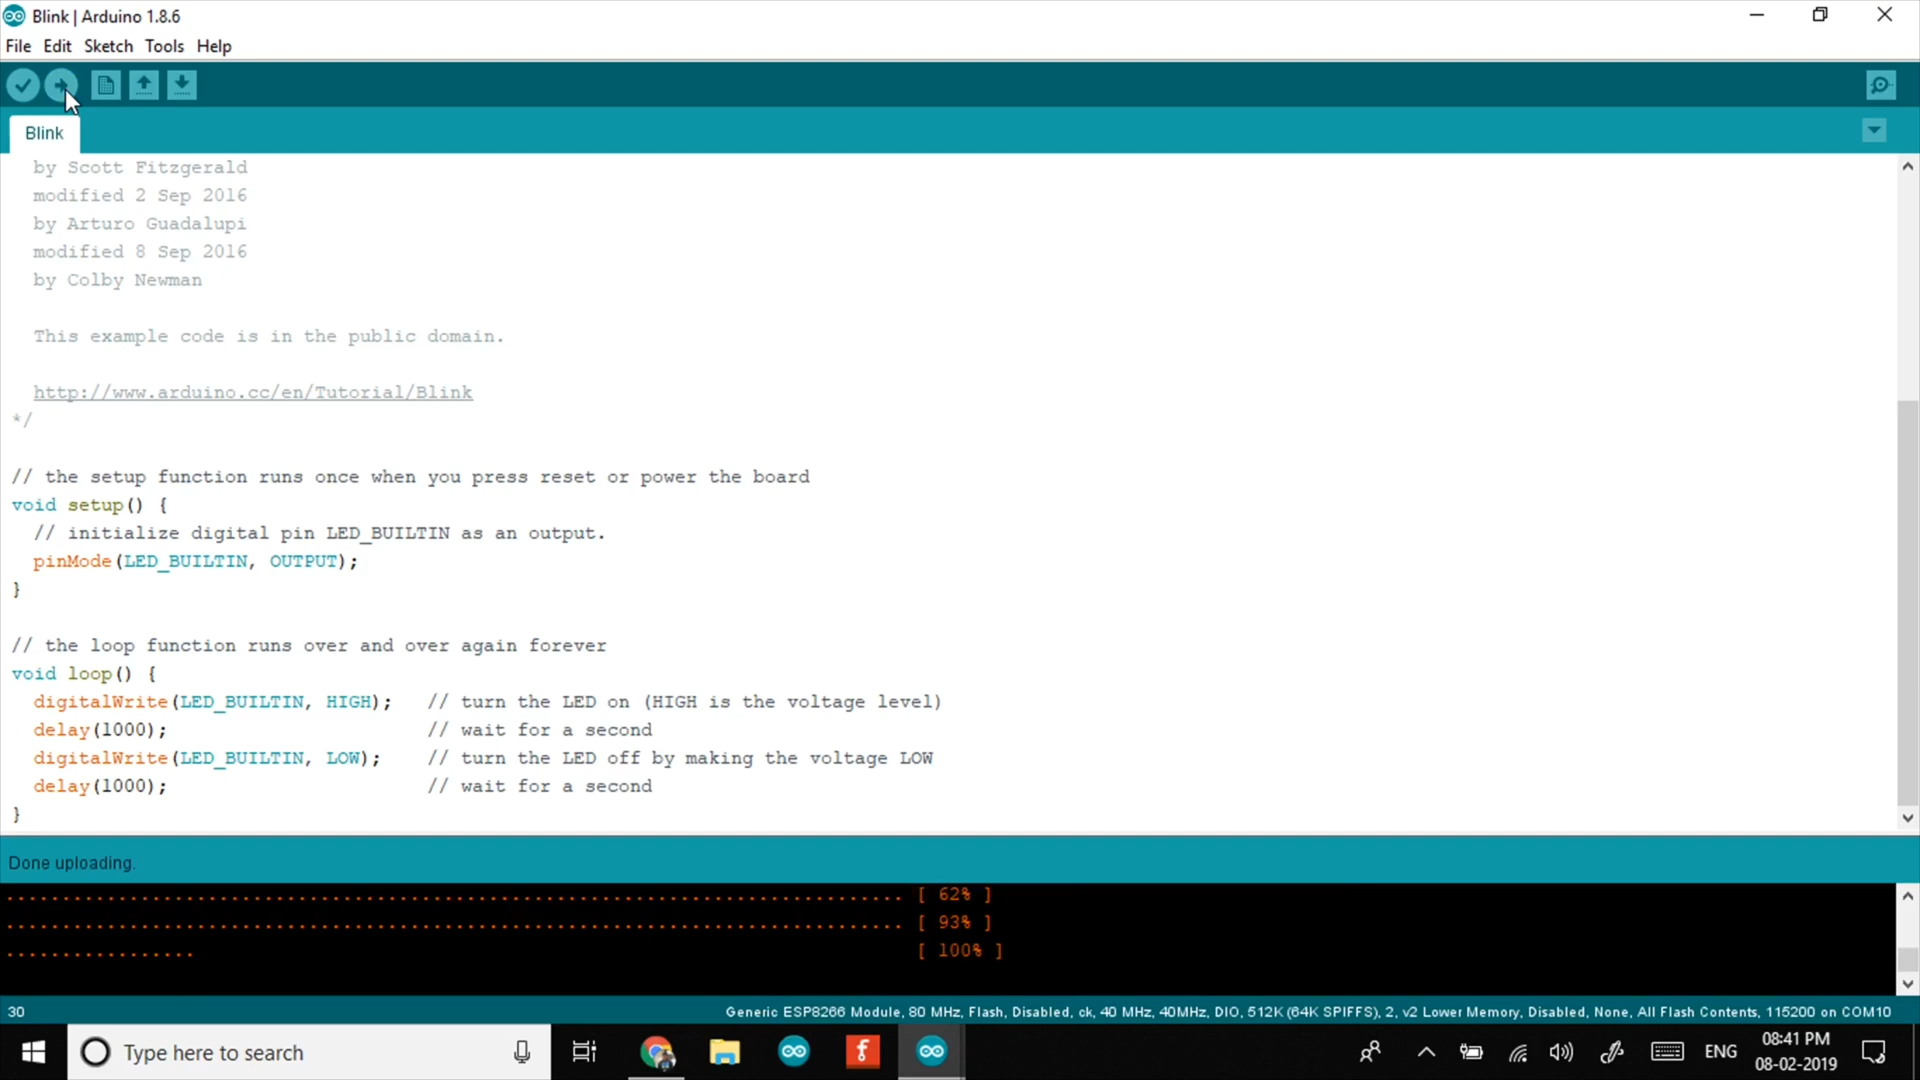 Blink | Arduino 1.8.6
File Edit Sketch Tools Help
Blink
by Scott Fitzgerald
modified 2 Sep 2016
by Arturo Guadalupi
modified 8 Sep 2016
by Colby Newman
This example code is in the public domain.
http://www.arduino.cc/en/Tutorial/Blink
*/
// the setup function runs once when you press reset or power the board
void setup() {
// initialize digital pin LED_BUILTIN as an output.
pinMode(LED_BUILTIN, OUTPUT);
}
// the loop function runs over and over again forever
void loop() {
digitalWrite(LED_BUILTIN, HIGH); // turn the LED on (HIGH is the voltage level)
delay(1000); // wait for a second
digitalWrite(LED_BUILTIN, LOW); // turn the LED off by making the voltage LOW
delay(1000); // wait for a second
}
Done uploading.
................................................................................ [ 62% ]
................................................................................ [ 93% ]
................. [ 100% ]
30 Generic ESP8266 Module, 80 MHz, Flash, Disabled, ck, 40 MHz, 40MHz, DIO, 512K (64K SPIFFS), 2, v2 Lower Memory, Disabled, None, All Flash Contents, 115200 on COM10
Type here to search
ENG
08:41 PM
08-02-2019